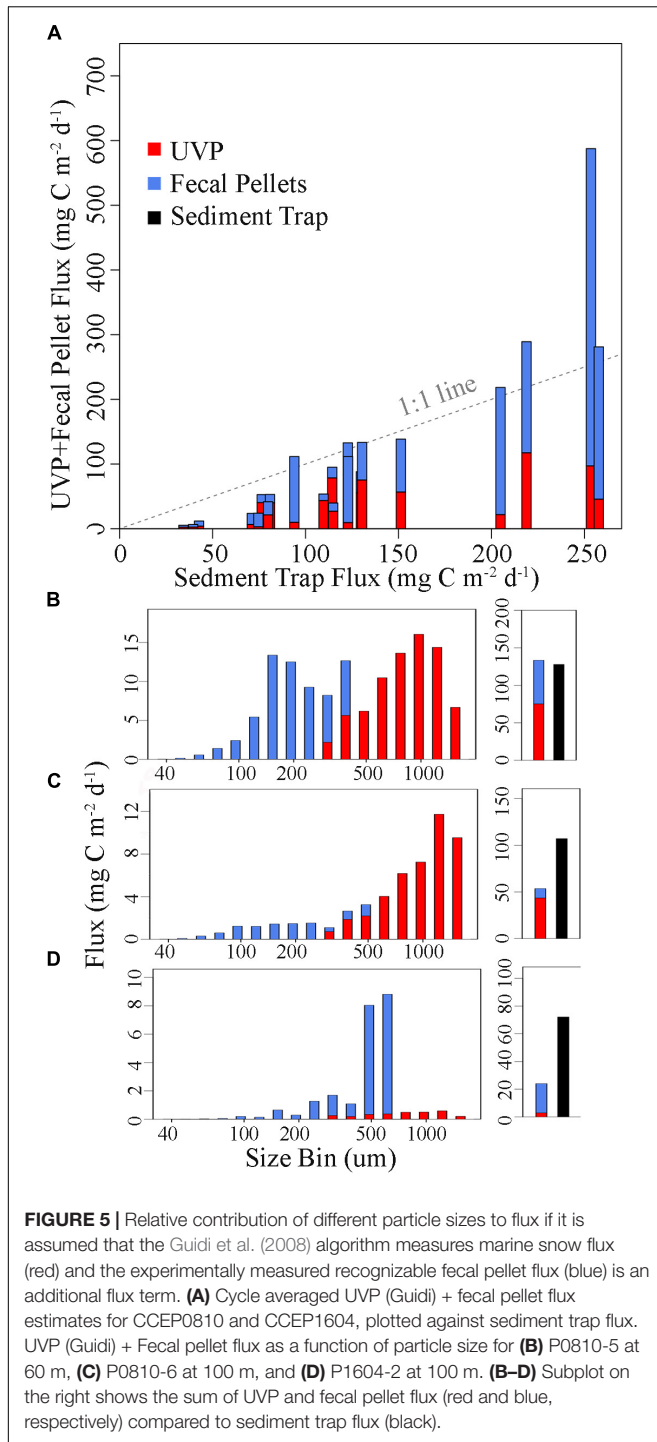 A
UVP+Fecal Pellet Flux (mg C m-2 d-1)
700
600
500
400
300
200
100
0
UVP
Fecal Pellets
Sediment Trap
1:1 line
0 50 100 150 200 250
Sediment Trap Flux (mg C m-2 d-1)
B
15
10
5
0
40 100 200 500 1000
200
150
100
50
0
C
12
8
4
0
40 100 200 500 1000
150
100
50
0
Flux (mg C m-2 d-1)
D
10
8
6
4
2
0
40 100 200 500 1000
100
80
60
40
20
0
Size Bin (um)
FIGURE 5 | Relative contribution of different particle sizes to flux if it is
assumed that the Guidi et al. (2008) algorithm measures marine snow flux
(red) and the experimentally measured recognizable fecal pellet flux (blue) is an
additional flux term. (A) Cycle averaged UVP (Guidi) + fecal pellet flux
estimates for CCEP0810 and CCEP1604, plotted against sediment trap flux.
UVP (Guidi) + Fecal pellet flux as a function of particle size for (B) P0810-5 at
60 m, (C) P0810-6 at 100 m, and (D) P1604-2 at 100 m. (B–D) Subplot on
the right shows the sum of UVP and fecal pellet flux (red and blue,
respectively) compared to sediment trap flux (black).